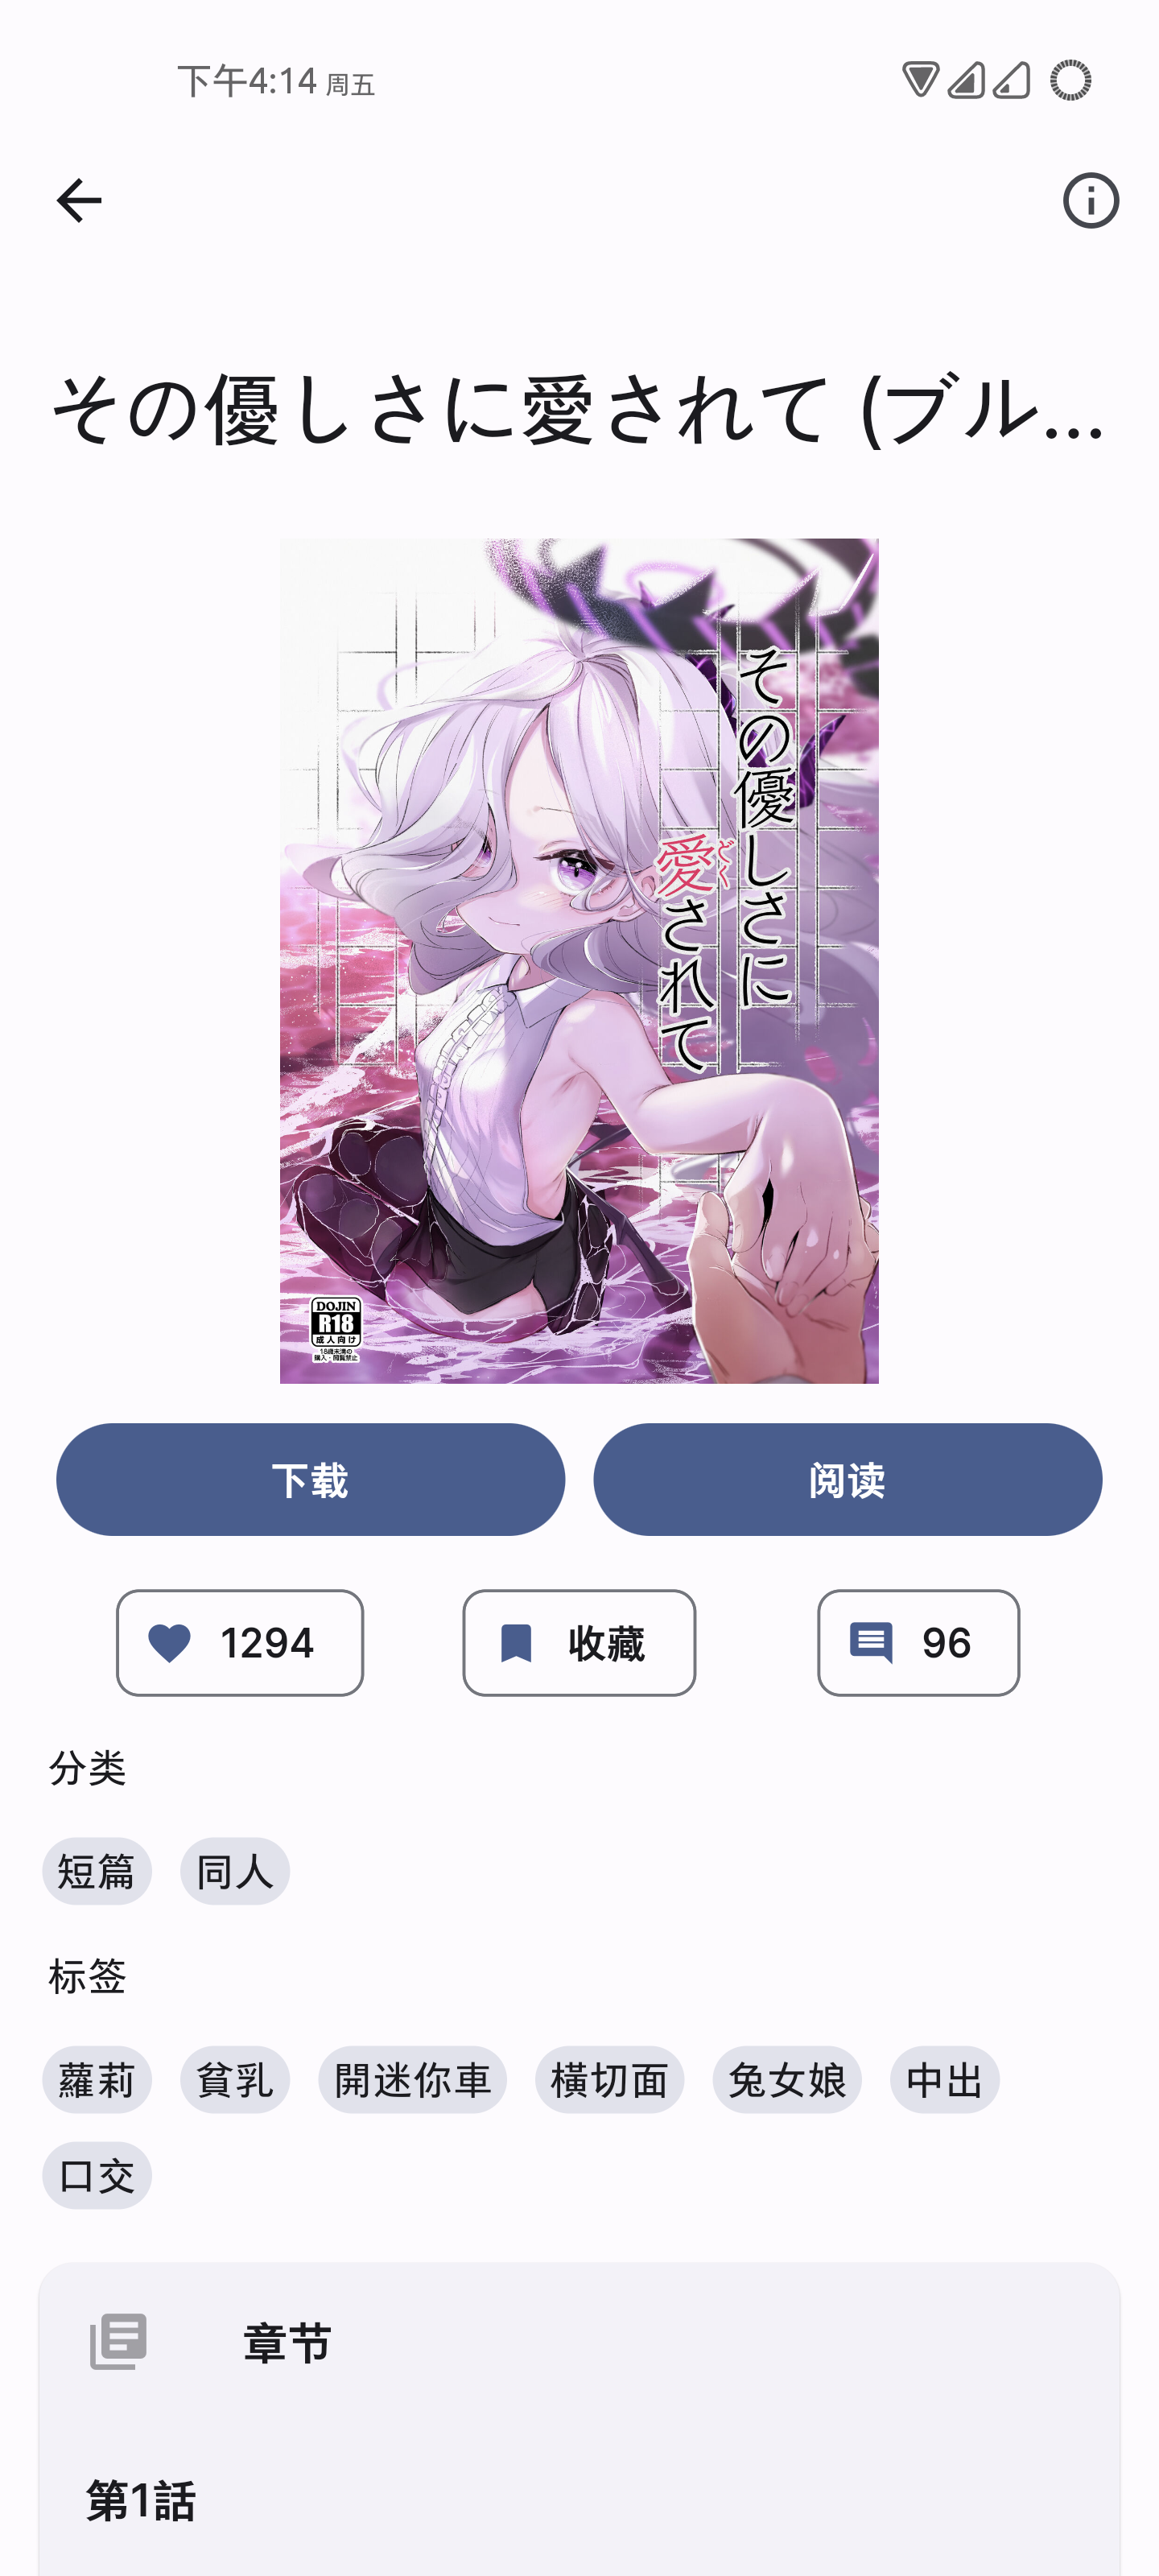 下午4:14 周五
その優しさに愛されて (ブル...
その優しさに
愛されて
どく
DOJIN
R18
成人向け
18歳未満の
購入・閲覧禁止
下载
阅读
1294
收藏
96
分类
短篇
同人
标签
蘿莉
貧乳
開迷你車
橫切面
兔女娘
中出
口交
章节
第1話